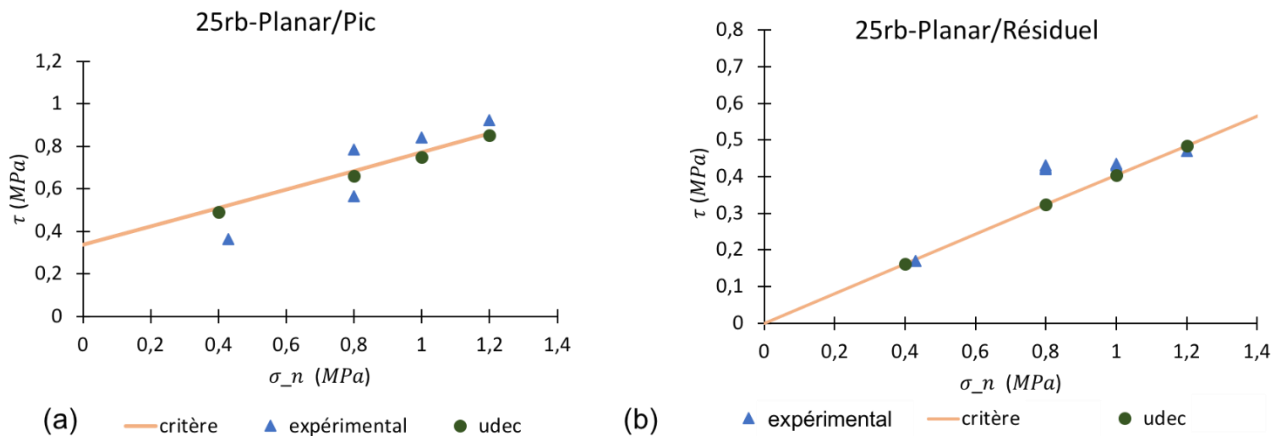 25rb-Planar/Pic
1,2
1
0,8
0,6
0,4
0,2
0
τ (MPa)
0 0,2 0,4 0,6 0,8 1 1,2 1,4
σ_n (MPa)
(a) critère expérimental udec
25rb-Planar/Résiduel
0,8
0,7
0,6
0,5
0,4
0,3
0,2
0,1
0
τ (MPa)
0 0,2 0,4 0,6 0,8 1 1,2 1,4
σ_n (MPa)
(b) expérimental critère udec